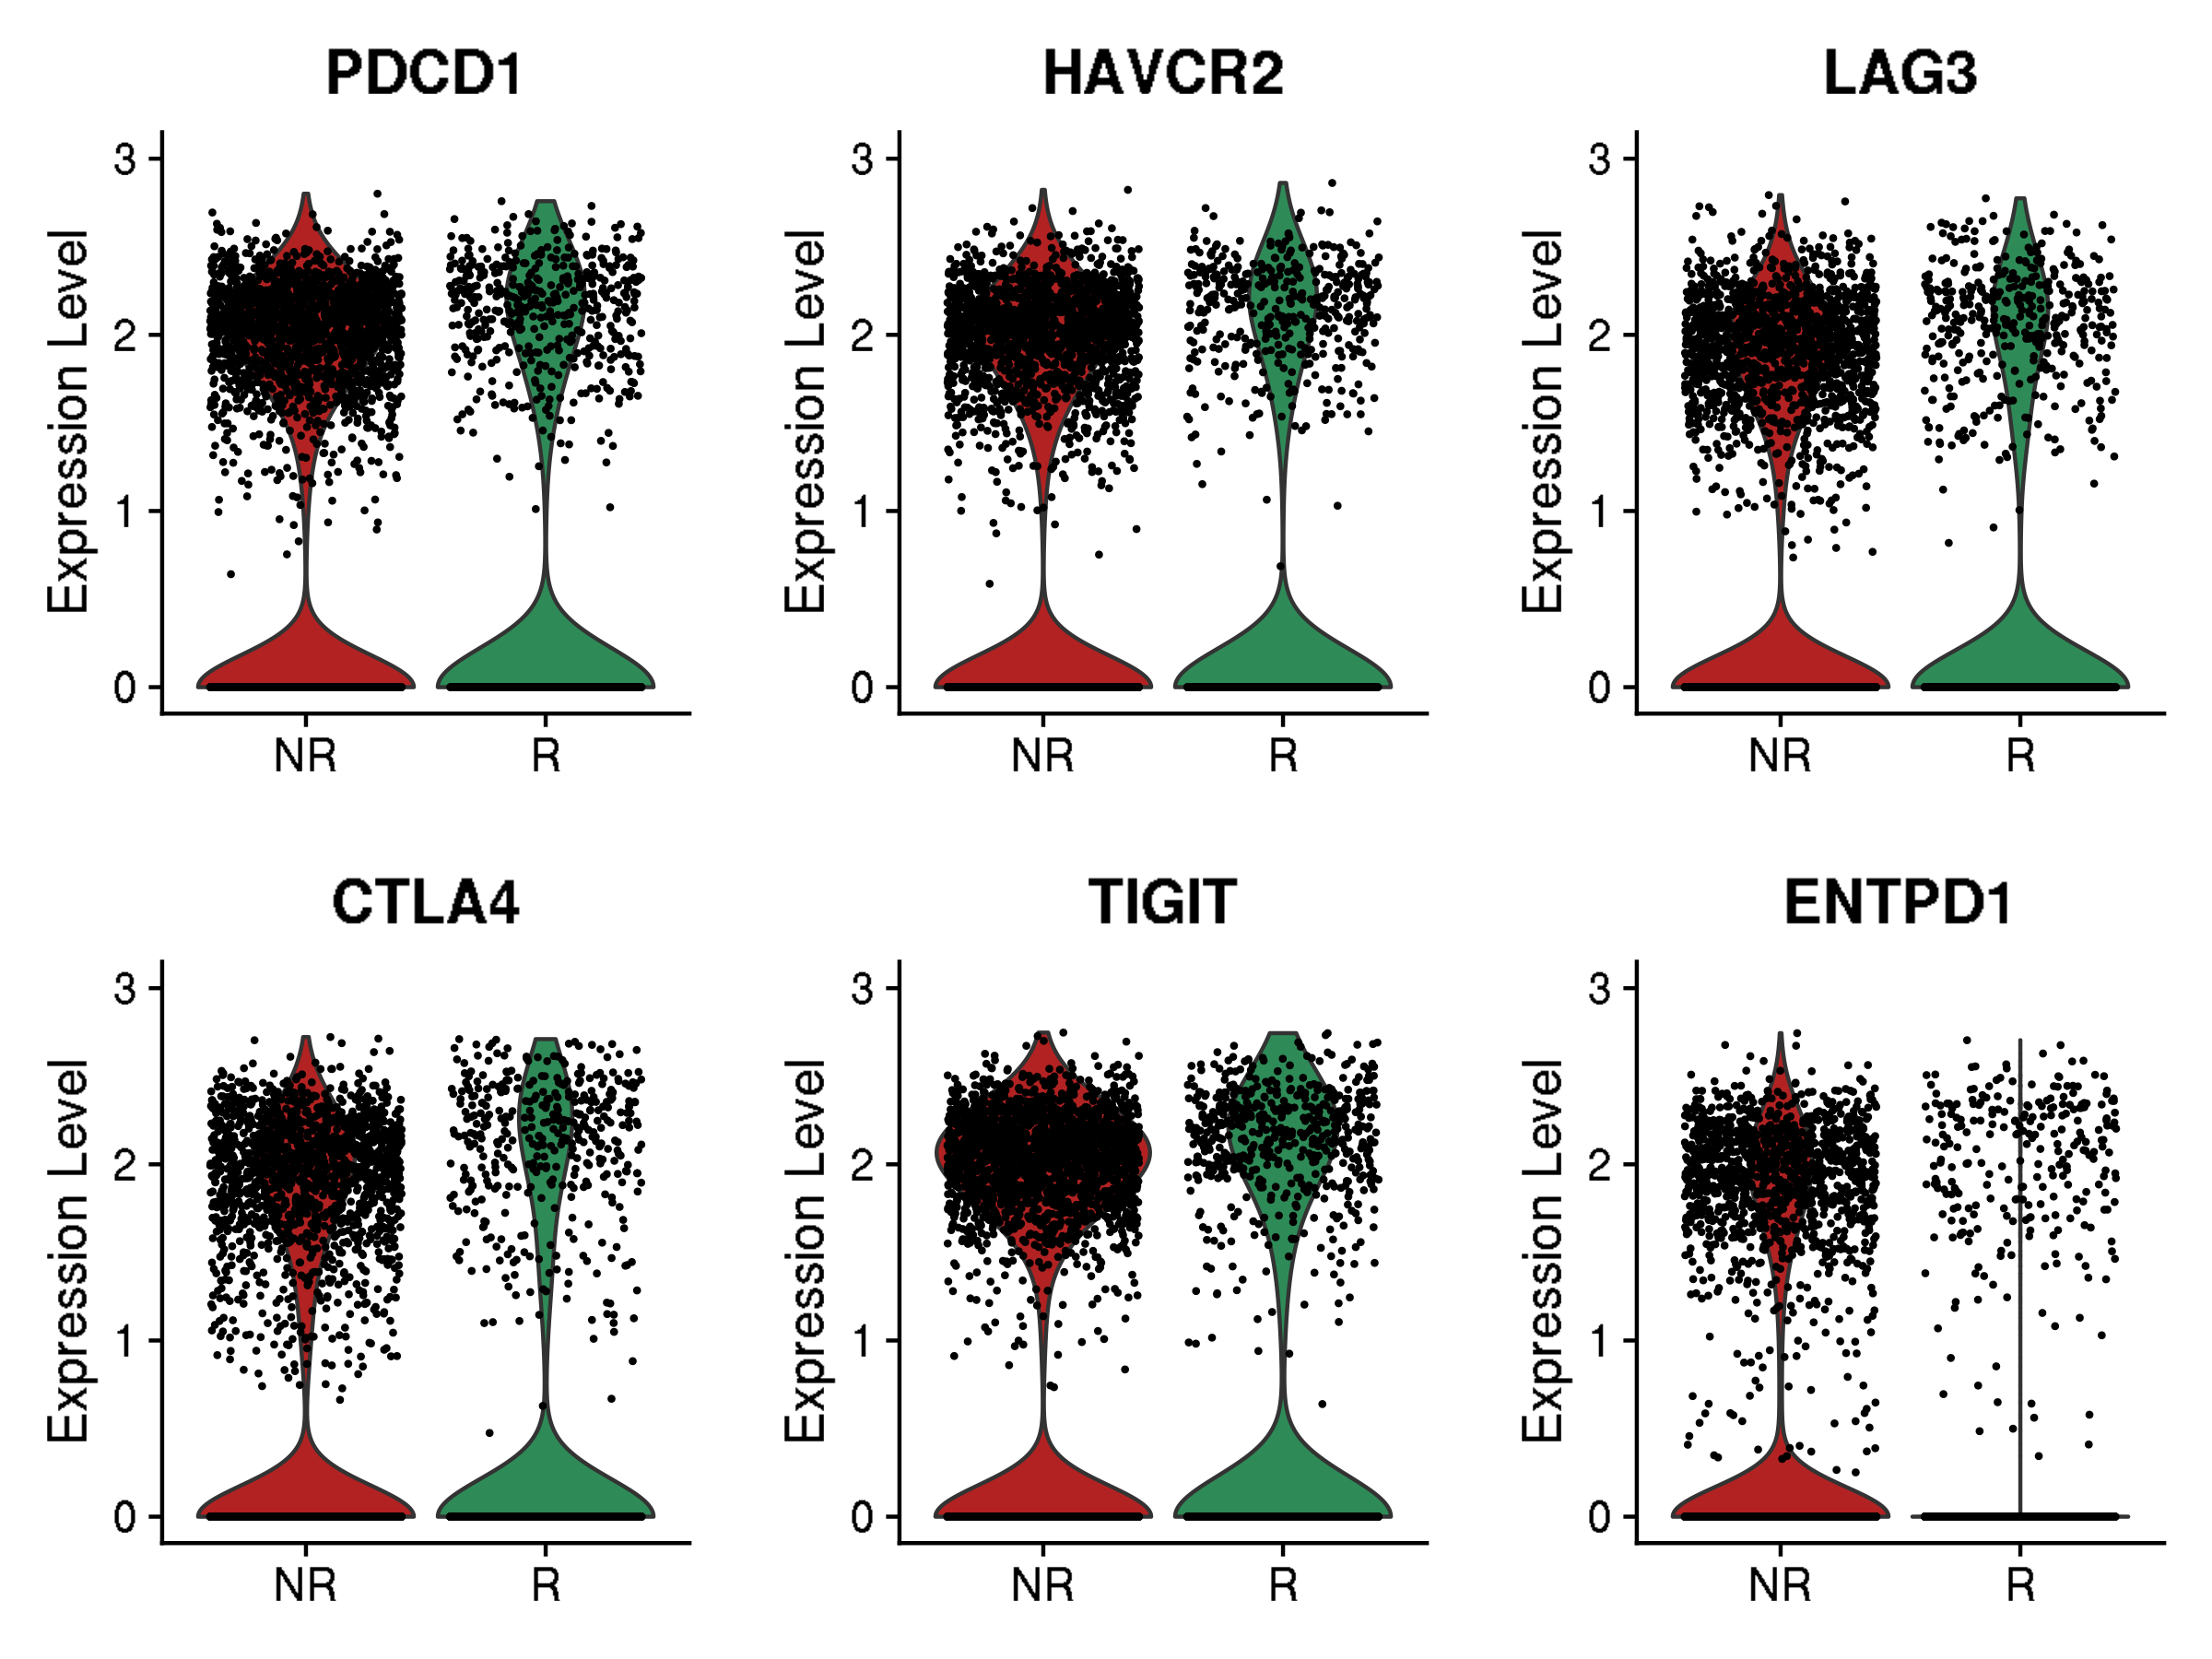 PDCD1 HAVCR2 LAG3
Expression Level
3
2
1
0
NR R
Expression Level
3
2
1
0
NR R
Expression Level
3
2
1
0
NR R
CTLA4 TIGIT ENTPD1
Expression Level
3
2
1
0
NR R
Expression Level
3
2
1
0
NR R
Expression Level
3
2
1
0
NR R